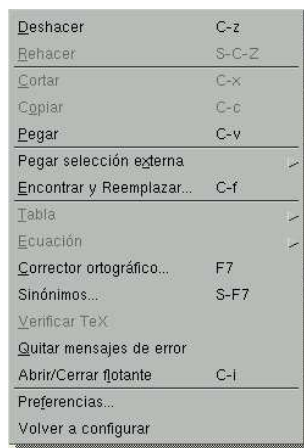 Deshacer C-z
Rehacer S-C-Z
Cortar C-x
Copiar C-c
Pegar C-v
Pegar selección externa
Encontrar y Reemplazar... C-f
Tabla
Ecuación
Corrector ortográfico... F7
Sinónimos... S-F7
Verificar TeX
Quitar mensajes de error
Abrir/Cerrar flotante C-i
Preferencias...
Volver a configurar